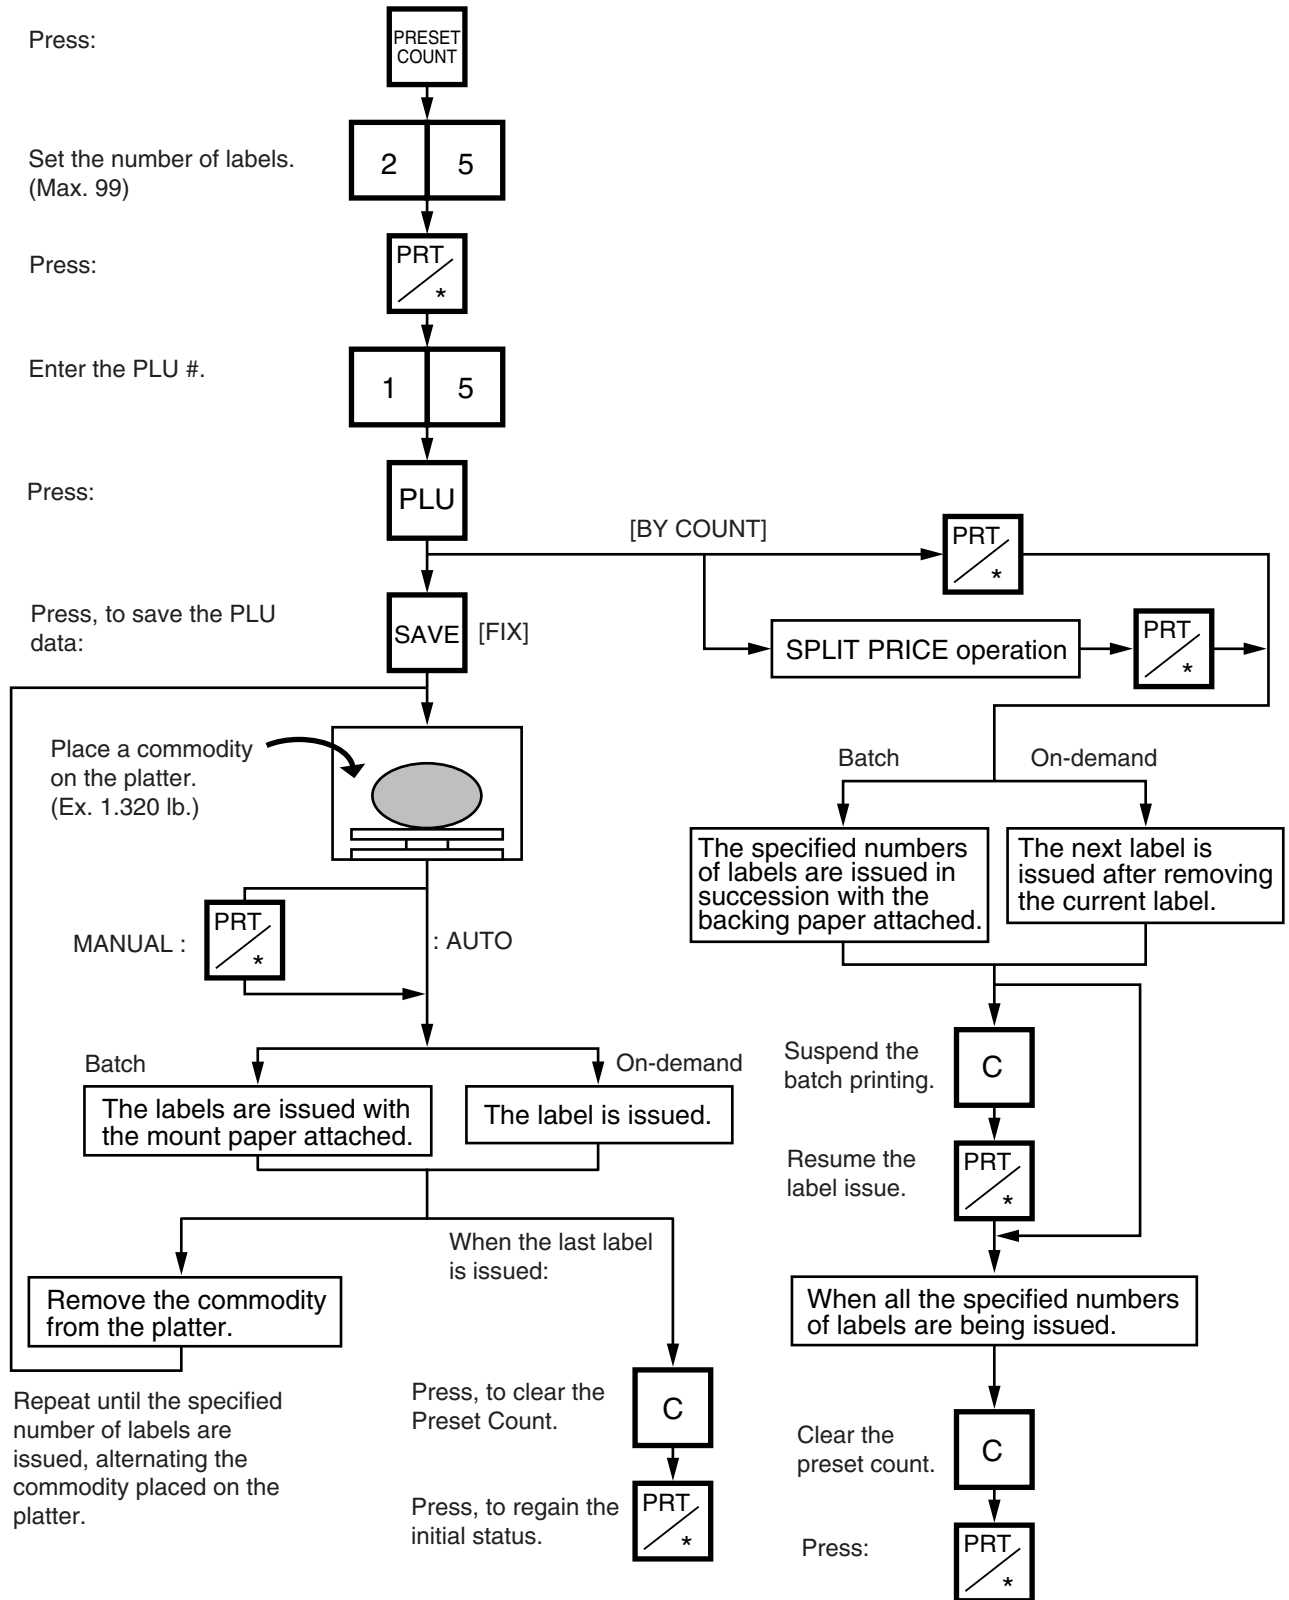 Press:
PRESET
COUNT
Set the number of labels.
(Max. 99)
2 5
Press:
PRT
*
Enter the PLU #.
1 5
Press:
PLU
[BY COUNT]
PRT
*
Press, to save the PLU
data:
SAVE
[FIX]
SPLIT PRICE operation
PRT
*
Place a commodity
on the platter.
(Ex. 1.320 lb.)
MANUAL :
PRT
*
: AUTO
Batch
The labels are issued with
the mount paper attached.
On-demand
The label is issued.
Remove the commodity
from the platter.
Repeat until the specified
number of labels are
issued, alternating the
commodity placed on the
platter.
When the last label
is issued:
Press, to clear the
Preset Count.
C
Press, to regain the
initial status.
PRT
*
Batch
The specified numbers
of labels are issued in
succession with the
backing paper attached.
On-demand
The next label is
issued after removing
the current label.
Suspend the
batch printing.
C
Resume the
label issue.
PRT
*
When all the specified numbers
of labels are being issued.
Clear the
preset count.
C
Press:
PRT
*